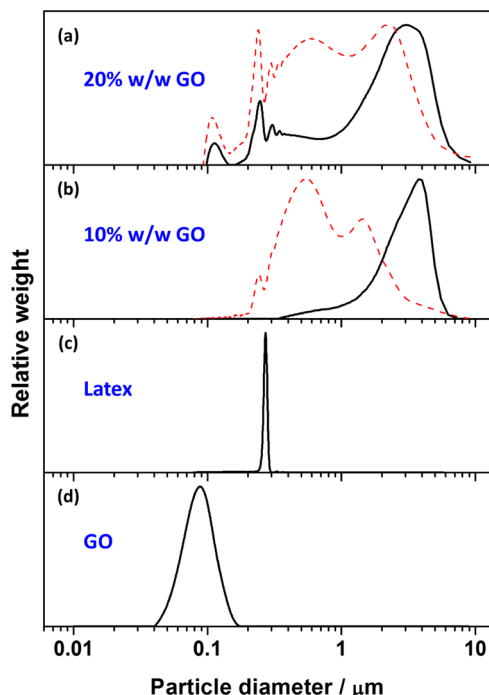 (a)
20% w/w GO
(b)
10% w/w GO
(c)
Latex
(d)
GO
Relative weight
0.01 0.1 1 10
Particle diameter / μm